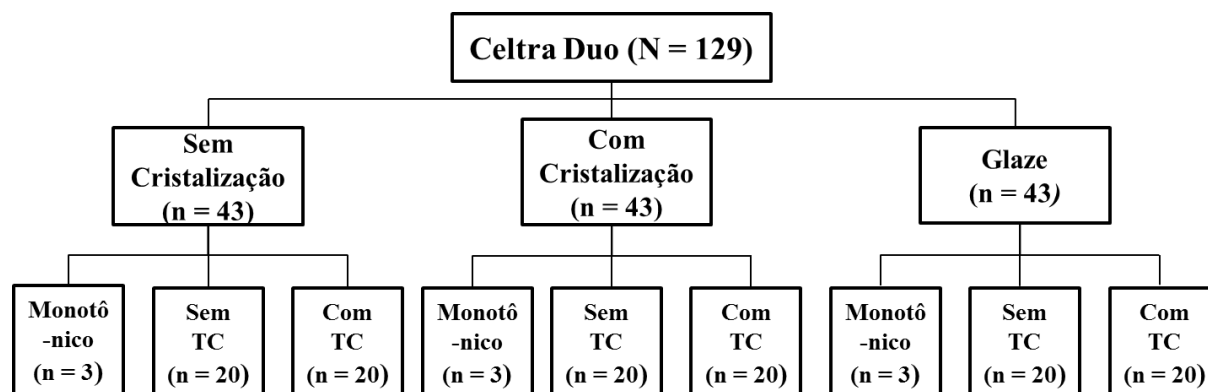 Celtra Duo (N = 129)
Sem
Cristalização
(n = 43)
Com
Cristalização
(n = 43)
Glaze
(n = 43)
Monotô
-nico
(n = 3)
Sem
TC
(n = 20)
Com
TC
(n = 20)
Monotô
-nico
(n = 3)
Sem
TC
(n = 20)
Com
TC
(n = 20)
Monotô
-nico
(n = 3)
Sem
TC
(n = 20)
Com
TC
(n = 20)